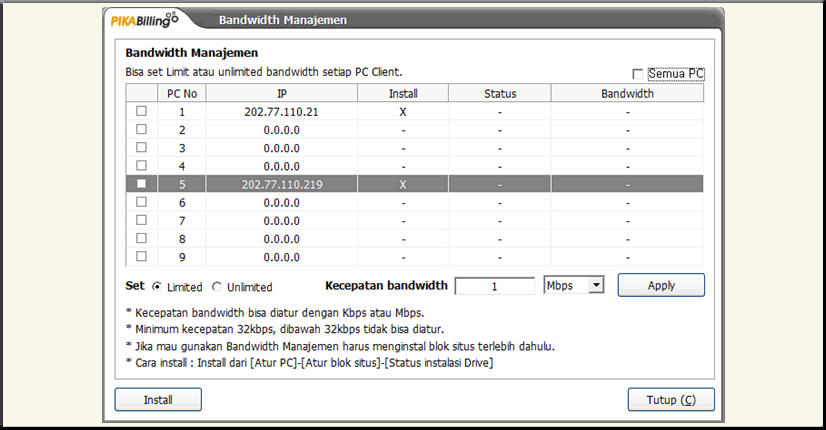 PIKABilling Bandwidth Manajemen
Bandwidth Manajemen
Bisa set Limit atau unlimited bandwidth setiap PC Client.
Semua PC
PC No IP Install Status Bandwidth
1 202.77.110.21 X - -
2 0.0.0.0 - - -
3 0.0.0.0 - - -
4 0.0.0.0 - - -
5 202.77.110.219 X - -
6 0.0.0.0 - - -
7 0.0.0.0 - - -
8 0.0.0.0 - - -
9 0.0.0.0 - - -
Set Limited Unlimited Kecepatan bandwidth 1 Mbps Apply
* Kecepatan bandwidth bisa diatur dengan Kbps atau Mbps.
* Minimum kecepatan 32kbps, dibawah 32kbps tidak bisa diatur.
* Jika mau gunakan Bandwidth Manajemen harus menginstal blok situs terlebih dahulu.
* Cara install : Install dari [Atur PC]-[Atur blok situs]-[Status instalasi Drive]
Install Tutup (C)